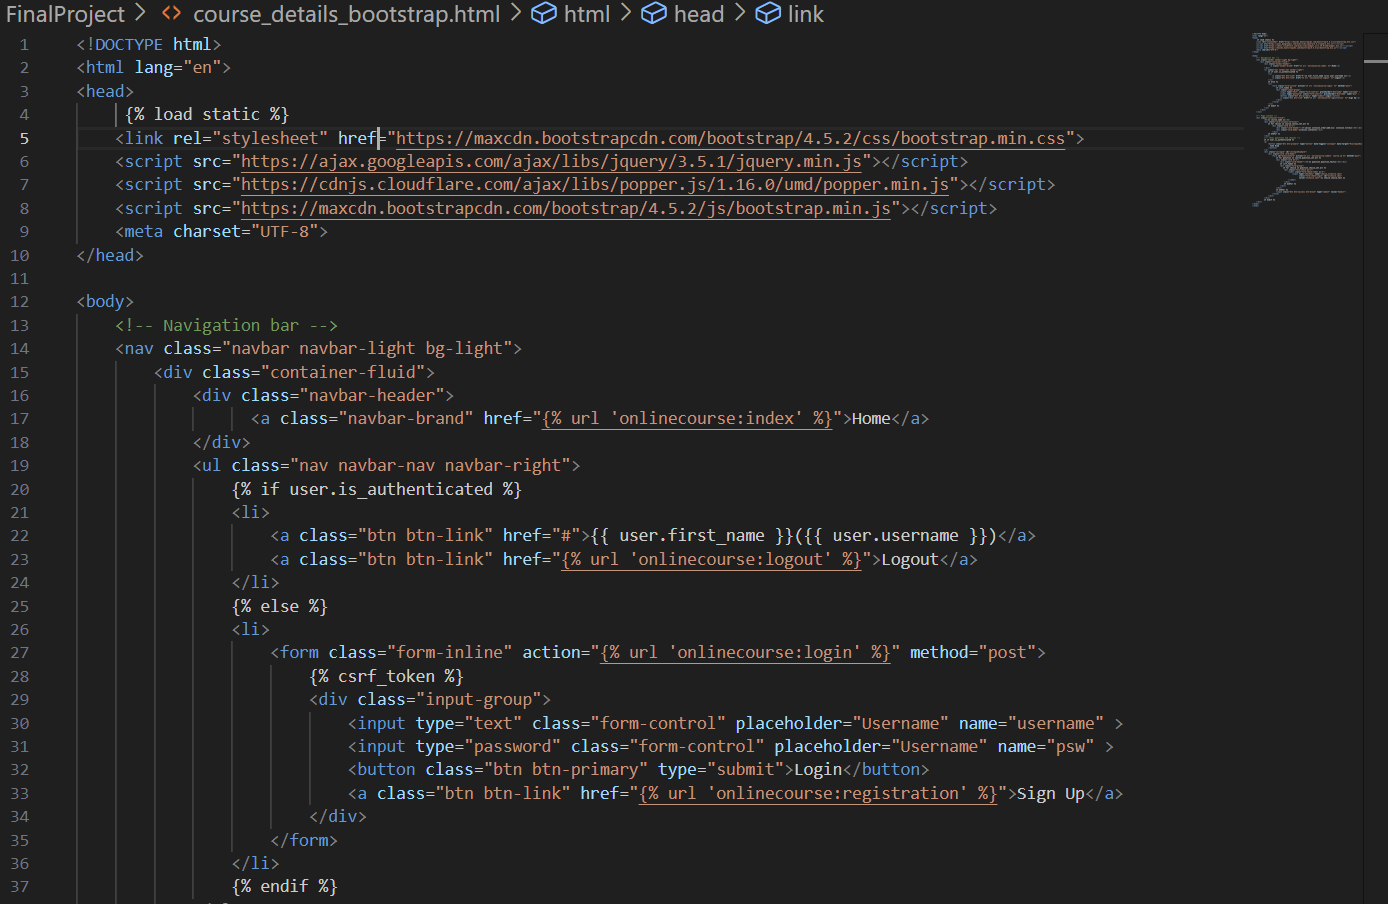 FinalProject > <> course_details_bootstrap.html > html > head > link
1 <!DOCTYPE html>
2 <html lang="en">
3 <head>
4 {% load static %}
5 <link rel="stylesheet" href="https://maxcdn.bootstrapcdn.com/bootstrap/4.5.2/css/bootstrap.min.css">
6 <script src="https://ajax.googleapis.com/ajax/libs/jquery/3.5.1/jquery.min.js"></script>
7 <script src="https://cdnjs.cloudflare.com/ajax/libs/popper.js/1.16.0/umd/popper.min.js"></script>
8 <script src="https://maxcdn.bootstrapcdn.com/bootstrap/4.5.2/js/bootstrap.min.js"></script>
9 <meta charset="UTF-8">
10 </head>
11
12 <body>
13 <!-- Navigation bar -->
14 <nav class="navbar navbar-light bg-light">
15 <div class="container-fluid">
16 <div class="navbar-header">
17 <a class="navbar-brand" href="{% url 'onlinecourse:index' %}">Home</a>
18 </div>
19 <ul class="nav navbar-nav navbar-right">
20 {% if user.is_authenticated %}
21 <li>
22 <a class="btn btn-link" href="#">{{ user.first_name }}({{ user.username }})</a>
23 <a class="btn btn-link" href="{% url 'onlinecourse:logout' %}">Logout</a>
24 </li>
25 {% else %}
26 <li>
27 <form class="form-inline" action="{% url 'onlinecourse:login' %}" method="post">
28 {% csrf_token %}
29 <div class="input-group">
30 <input type="text" class="form-control" placeholder="Username" name="username" >
31 <input type="password" class="form-control" placeholder="Username" name="psw" >
32 <button class="btn btn-primary" type="submit">Login</button>
33 <a class="btn btn-link" href="{% url 'onlinecourse:registration' %}">Sign Up</a>
34 </div>
35 </form>
36 </li>
37 {% endif %}